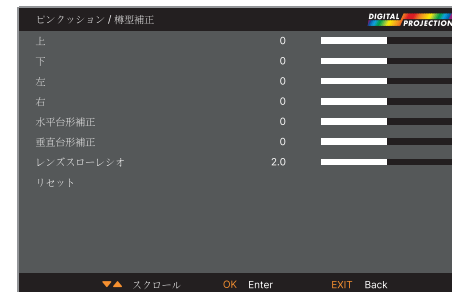 ピンクッション / 樽型補正 DIGITAL PROJECTION
上 0
下 0
左 0
右 0
水平台形補正 0
垂直台形補正 0
レンズスローレシオ 2.0
リセット
▼▲ スクロール OK Enter EXIT Back